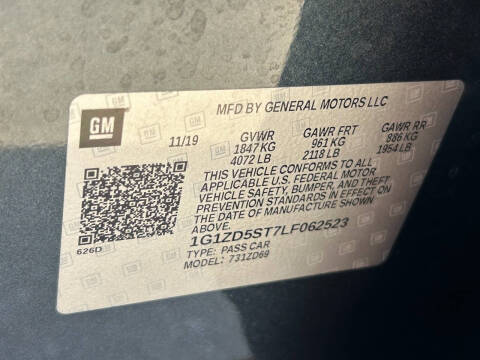 MFD BY GENERAL MOTORS LLC
GM
11/19 GVWR GAWR FRT GAWR RR
1847 KG 961 KG 886 KG
4072 LB 2118 LB 1954 LB
THIS VEHICLE CONFORMS TO ALL
APPLICABLE U.S. FEDERAL MOTOR
VEHICLE SAFETY, BUMPER, AND THEFT
PREVENTION STANDARDS IN EFFECT ON
THE DATE OF MANUFACTURE SHOWN
ABOVE.
1G1ZD5ST7LF062523
626D
TYPE: PASS CAR
MODEL: 731ZD69